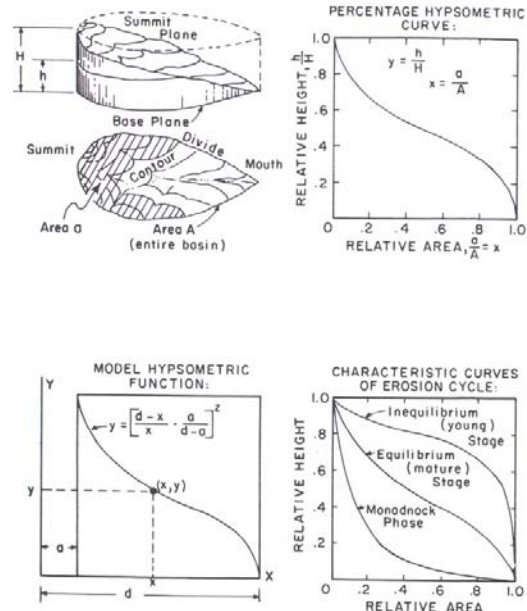 Summit
Plane
H
h
Base Plane
Summit
Divide
Contour
Mouth
Area a
Area A
(entire basin)
PERCENTAGE HYPSOMETRIC
CURVE:
RELATIVE HEIGHT, h/H
1.0
.8
.6
.4
.2
y = h/H
x = a/A
0 .2 .4 .6 .8 1.0
RELATIVE AREA, a/A = x
MODEL HYPSOMETRIC
FUNCTION:
Y
y = [d-x/x · a/d-a]^z
(x,y)
y
a
x
X
d
CHARACTERISTIC CURVES
OF EROSION CYCLE:
RELATIVE HEIGHT
1.0
.8
.6
.4
.2
Inequilibrium
(young) Stage
Equilibrium
(mature)
Stage
Monadnock
Phase
0 .2 .4 .6 .8 1.0
RELATIVE AREA